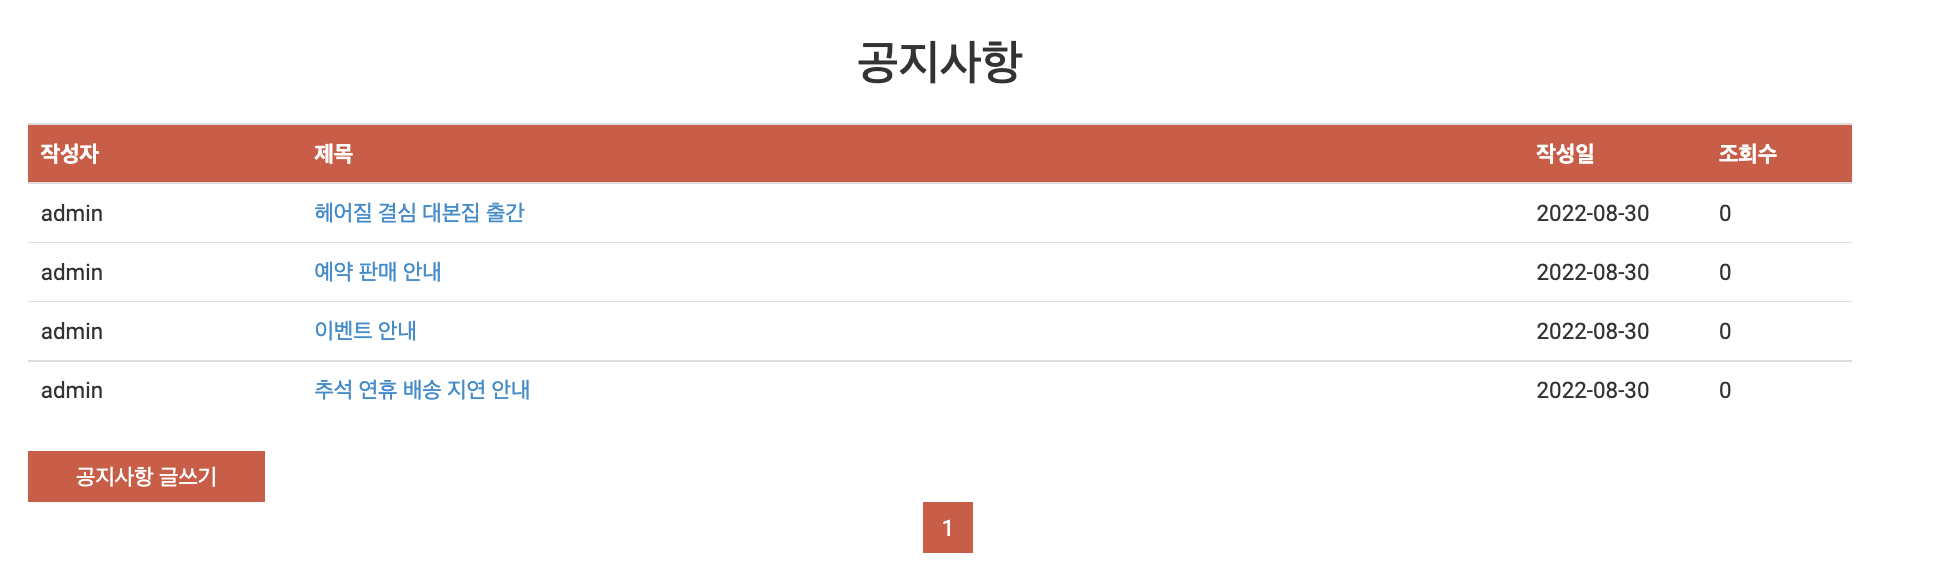 공지사항
작성자 제목 작성일 조회수
admin 헤어질 결심 대본집 출간 2022-08-30 0
admin 예약 판매 안내 2022-08-30 0
admin 이벤트 안내 2022-08-30 0
admin 추석 연휴 배송 지연 안내 2022-08-30 0
공지사항 글쓰기
1